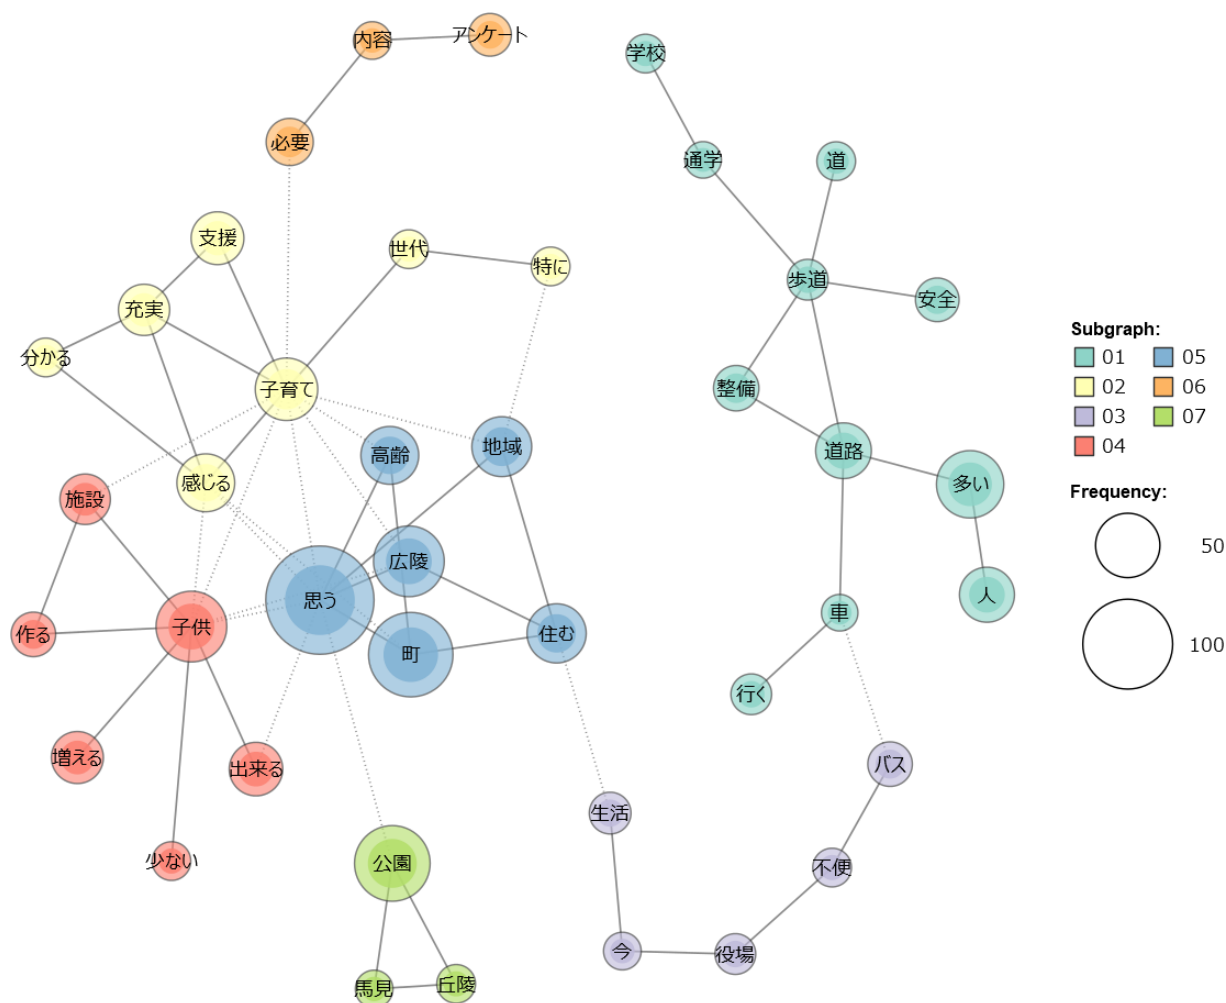 内容
アンケート
学校
必要
通学
道
支援
世代
特に
歩道
安全
充実
分かる
子育て
整備
高齢
地域
道路
多い
施設
感じる
広陵
思う
人
子供
作る
町
住む
車
行く
増える
出来る
バス
生活
少ない
公園
不便
今
役場
馬見
丘陵
Subgraph:
01
05
02
06
03
07
04
Frequency:
50
100